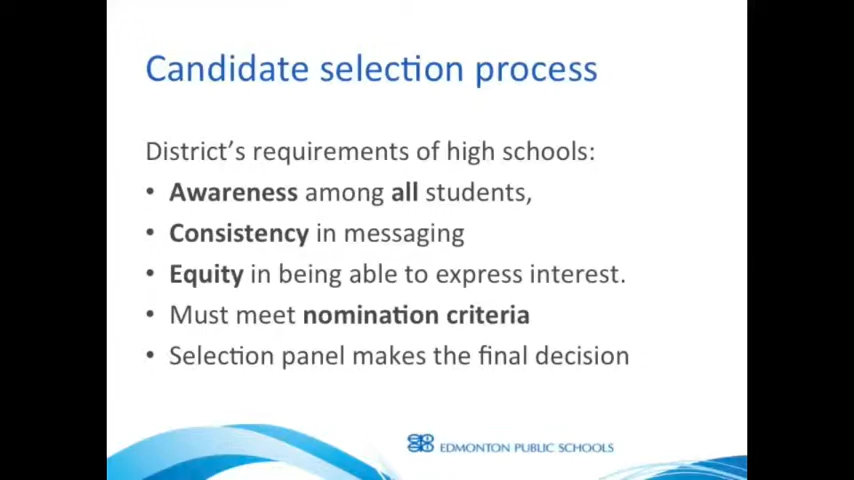 Candidate selection process
District's requirements of high schools:
• Awareness among all students,
• Consistency in messaging
• Equity in being able to express interest.
• Must meet nomination criteria
• Selection panel makes the final decision
EDMONTON PUBLIC SCHOOLS